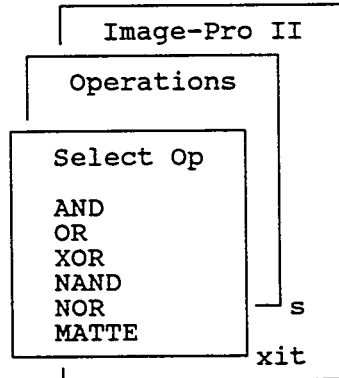 Image-Pro II
Operations
Select Op
AND
OR
XOR
NAND
NOR
s
MATTE
xit